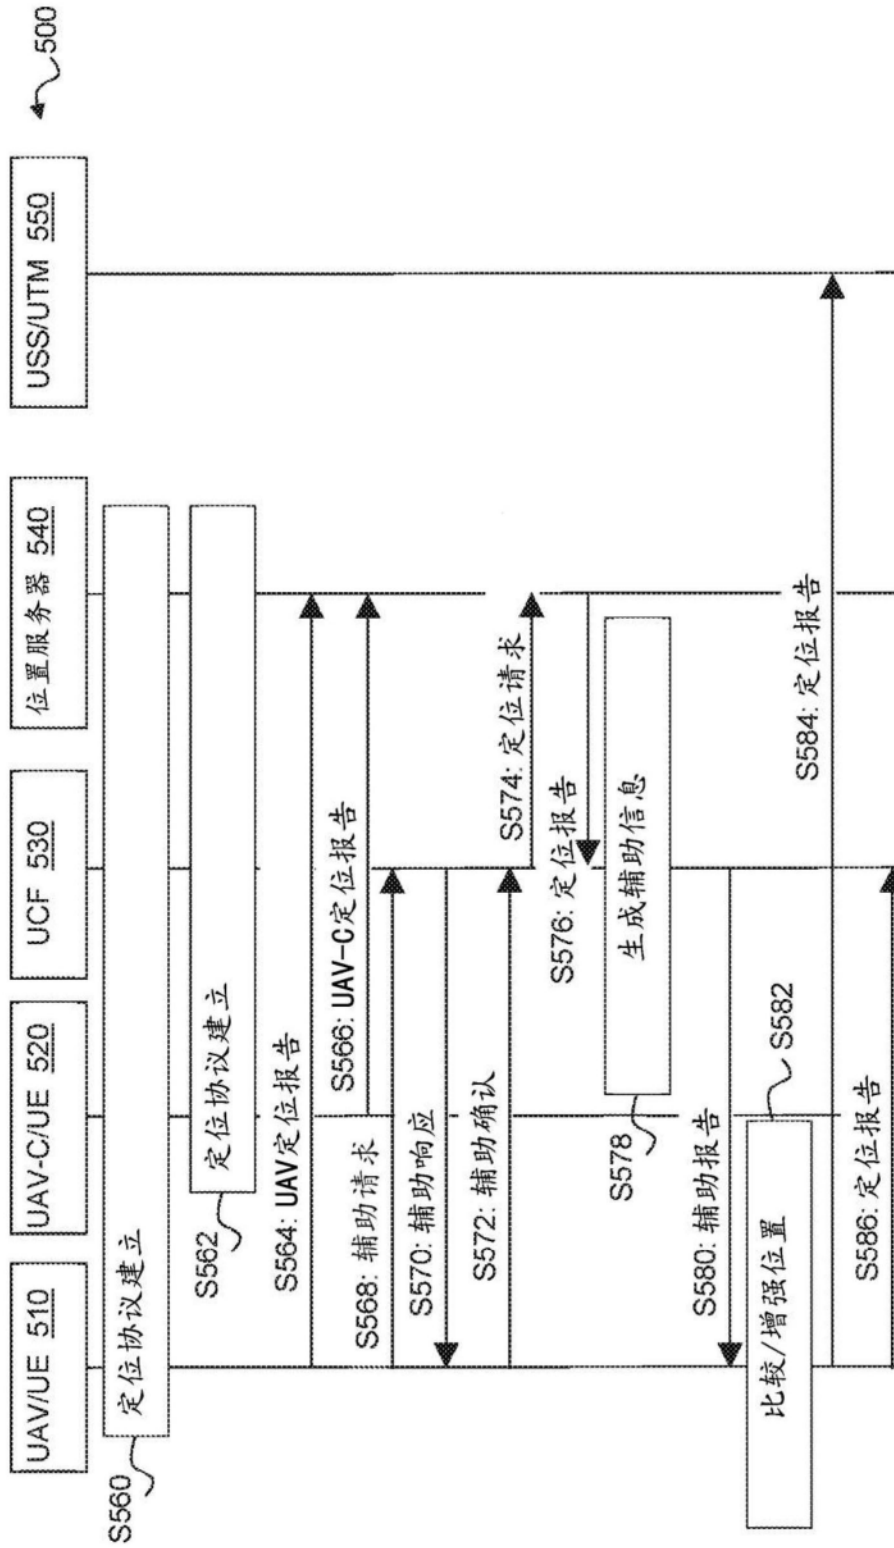 500
UAV/UE 510
UAV-C/UE 520
UCF 530
位置服务器 540
USS/UTM 550
S560
定位协议建立
S562
定位协议建立
S564: UAV定位报告
S566: UAV-C定位报告
S568: 辅助请求
S570: 辅助响应
S572: 辅助确认
S574: 定位请求
S576: 定位报告
S578
生成辅助信息
S580: 辅助报告
S582
比较/增强位置
S584: 定位报告
S586: 定位报告